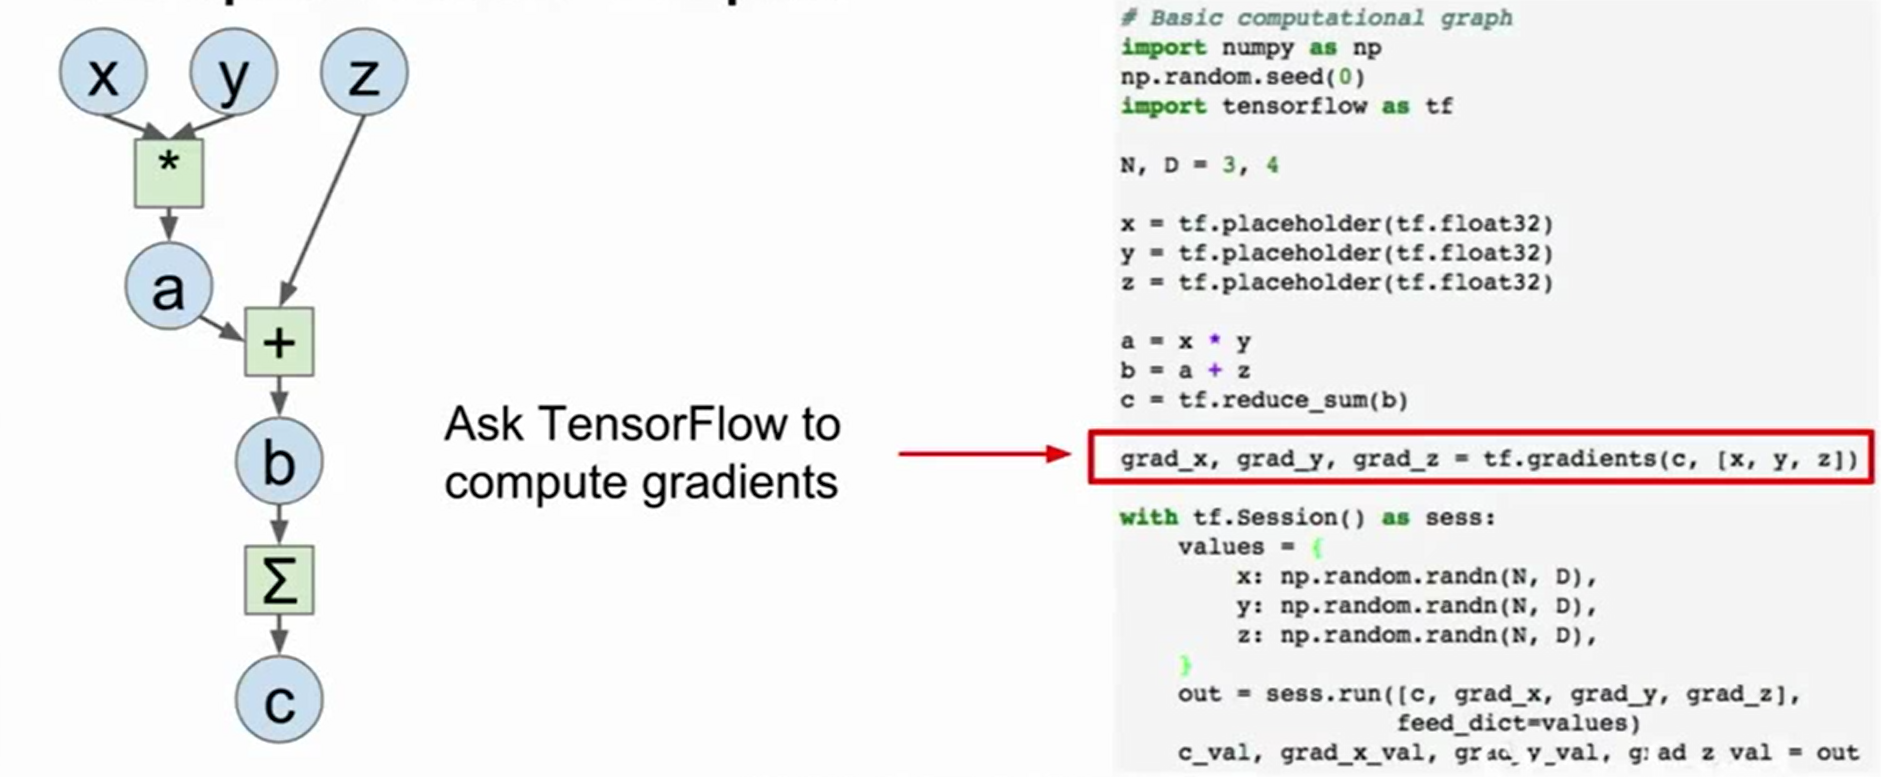 x y z
*
a
+
b
Σ
c
Ask TensorFlow to
compute gradients
# Basic computational graph
import numpy as np
np.random.seed(0)
import tensorflow as tf
N, D = 3, 4
x = tf.placeholder(tf.float32)
y = tf.placeholder(tf.float32)
z = tf.placeholder(tf.float32)
a = x * y
b = a + z
c = tf.reduce_sum(b)
grad_x, grad_y, grad_z = tf.gradients(c, [x, y, z])
with tf.Session() as sess:
values = {
x: np.random.randn(N, D),
y: np.random.randn(N, D),
z: np.random.randn(N, D),
}
out = sess.run([c, grad_x, grad_y, grad_z],
feed_dict=values)
c_val, grad_x_val, grad_y_val, grad_z_val = out